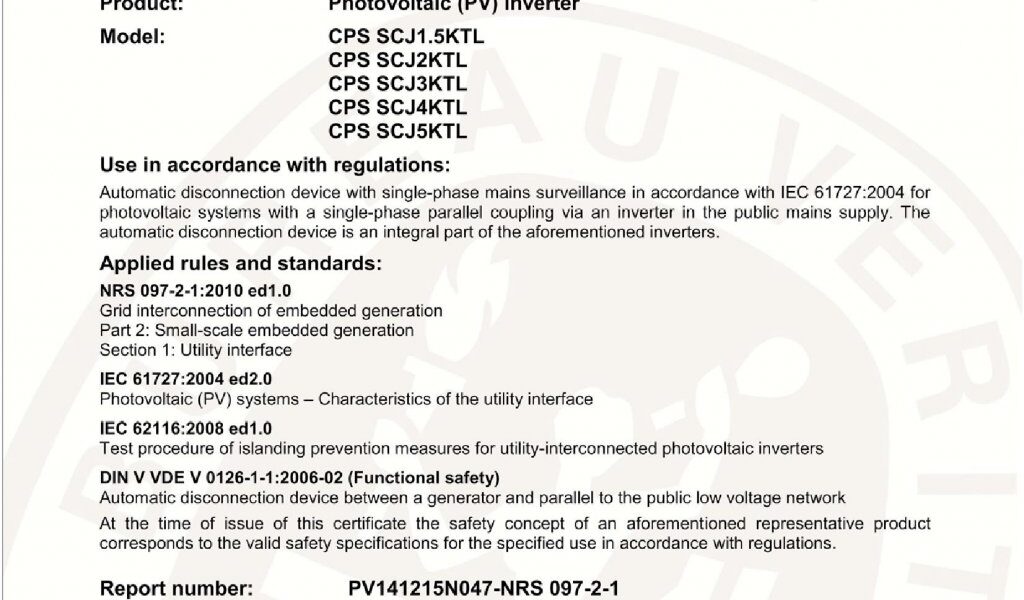 Product: Photovoltaic (PV) Inverter
Model: CPS SCJ1.5KTL
CPS SCJ2KTL
CPS SCJ3KTL
CPS SCJ4KTL
CPS SCJ5KTL
Use in accordance with regulations:
Automatic disconnection device with single-phase mains surveillance in accordance with IEC 61727:2004 for
photovoltaic systems with a single-phase parallel coupling via an inverter in the public mains supply. The
automatic disconnection device is an integral part of the aforementioned inverters.
Applied rules and standards:
NRS 097-2-1:2010 ed1.0
Grid interconnection of embedded generation
Part 2: Small-scale embedded generation
Section 1: Utility interface
IEC 61727:2004 ed2.0
Photovoltaic (PV) systems – Characteristics of the utility interface
IEC 62116:2008 ed1.0
Test procedure of islanding prevention measures for utility-interconnected photovoltaic inverters
DIN V VDE V 0126-1-1:2006-02 (Functional safety)
Automatic disconnection device between a generator and parallel to the public low voltage network
At the time of issue of this certificate the safety concept of an aforementioned representative product
corresponds to the valid safety specifications for the specified use in accordance with regulations.
Report number: PV141215N047-NRS 097-2-1
BUREAU VERIT